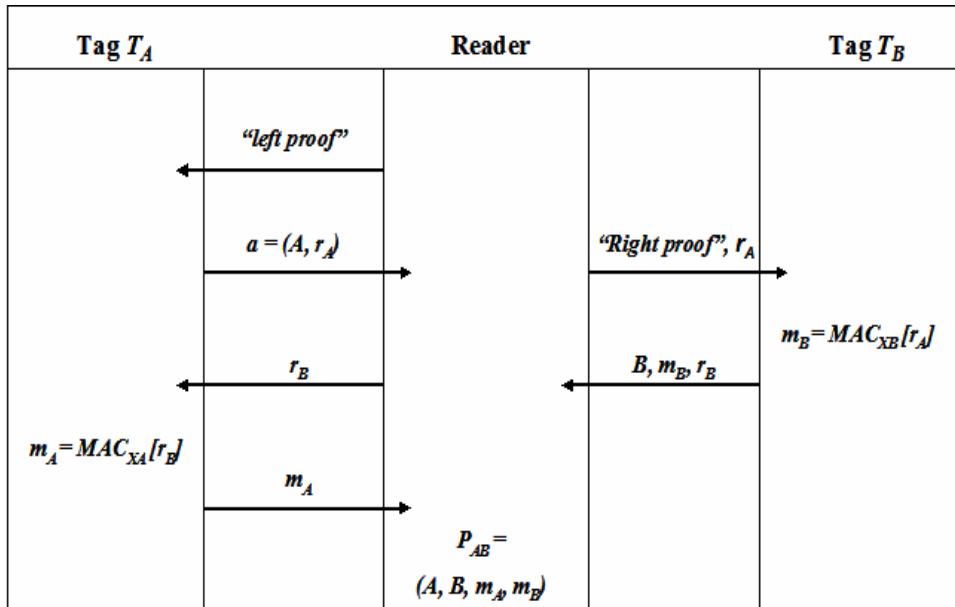 Tag T_A
Reader
Tag T_B
“left proof”
a = (A, r_A)
“Right proof”, r_A
m_B = MAC_XB[r_A]
r_B
B, m_B, r_B
m_A = MAC_XA[r_B]
m_A
P_AB =
(A, B, m_A, m_B)